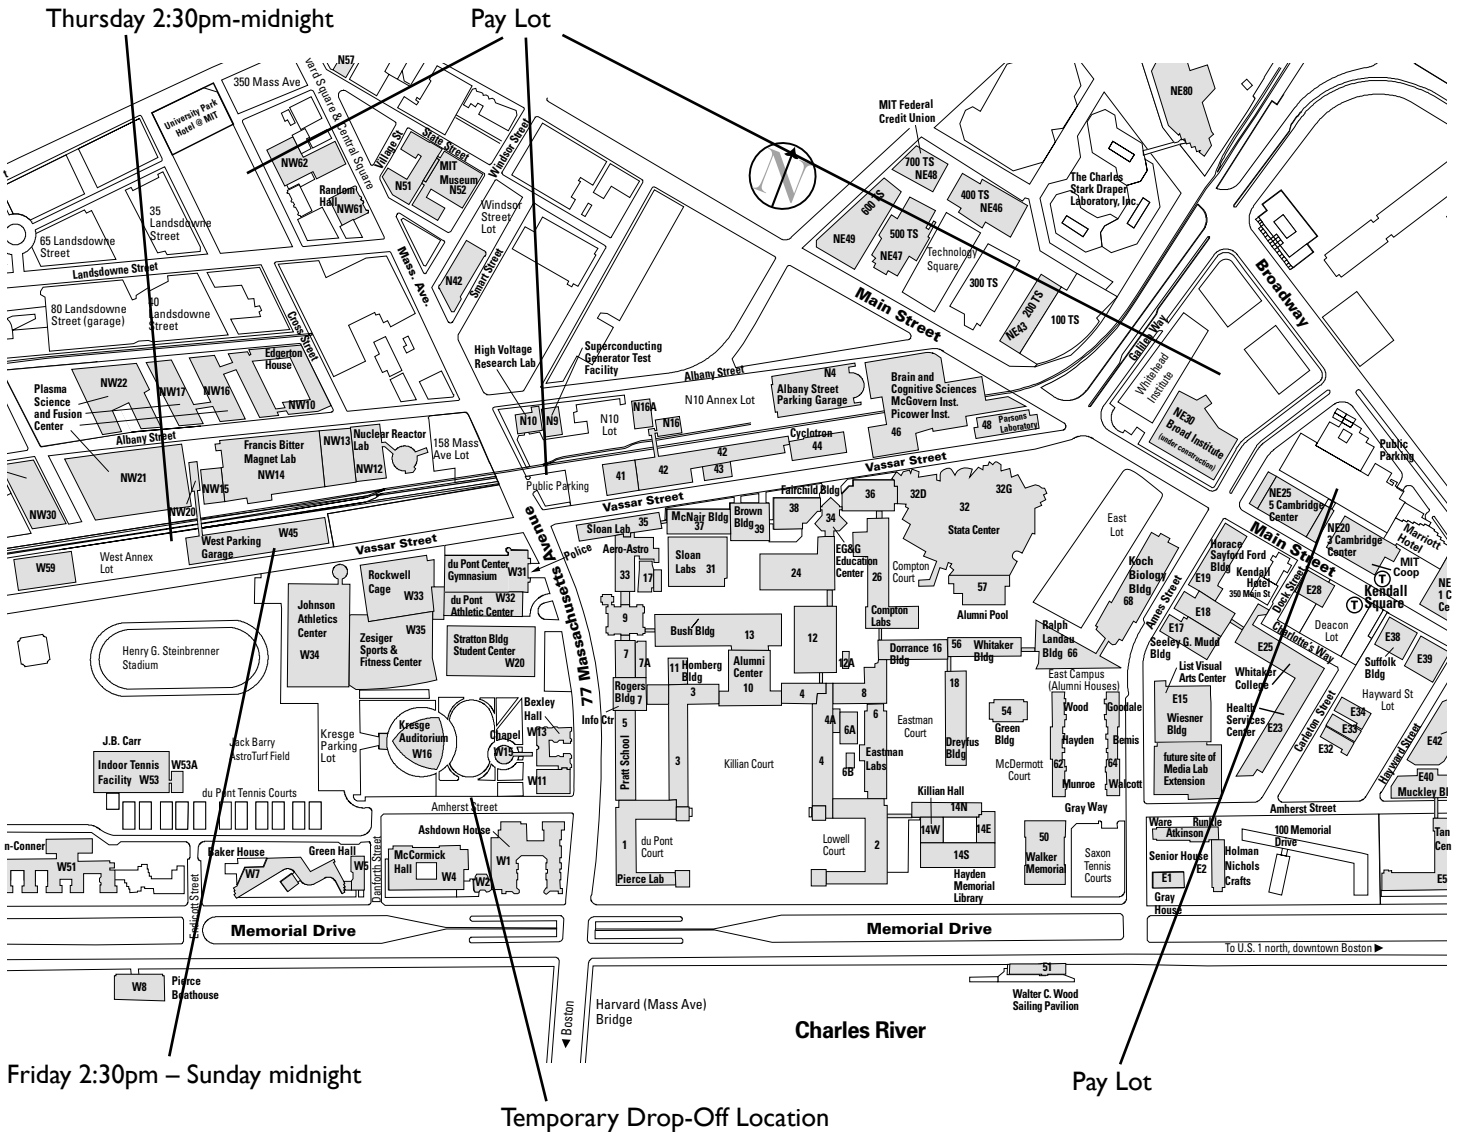 Thursday 2:30pm-midnight
Pay Lot
N57
350 Mass Ave
University Park
Hotel @ MIT
vard Square & Central Square
NW62
Random
Hall
NW61
Village St
State Street
MIT
Museum
N52
N51
Windsor Street
Windsor
Street
Lot
N42
Smart Street
Mass. Ave.
35
Landsdowne
Street
65 Landsdowne
Street
Landsdowne Street
80 Landsdowne
Street (garage)
40
Landsdowne
Street
Cross Street
MIT Federal
Credit Union
700 TS
NE48
600 TS
400 TS
NE46
NE49
500 TS
NE47
Technology
Square
300 TS
200 TS
NE43
100 TS
The Charles
Stark Draper
Laboratory, Inc.
NE80
N
Main Street
Broadway
Galileo Way
Whitehead
Institute
NE30
Broad Institute
(under construction)
Public
Parking
High Voltage
Research Lab
Superconducting
Generator Test
Facility
Albany Street
N4
Albany Street
Parking Garage
Brain and
Cognitive Sciences
McGovern Inst.
Picower Inst.
46
48
Parsons
Laboratory
N10 Annex Lot
N10
N9
N10
Lot
N16A
N16
Cyclotron
44
42
43
42
41
Vassar Street
Public Parking
Vassar Street
Edgerton
House
NW22
NW17
NW16
NW10
Plasma
Science
and Fusion
Center
Albany Street
NW21
Francis Bitter
Magnet Lab
NW14
NW13
Nuclear Reactor
Lab
NW12
158 Mass
Ave Lot
NW15
NW20
NW30
W45
West Parking
Garage
West Annex
Lot
W59
Vassar Street
Police
77 Massachusetts Avenue
du Pont Center
Gymnasium
W31
du Pont
Athletic Center
W32
Rockwell
Cage
W33
Johnson
Athletics
Center
W34
W35
Zesiger
Sports &
Fitness Center
Stratton Bldg
Student Center
W20
Henry G. Steinbrenner
Stadium
Sloan Lab
35
McNair Bldg
37
Brown
Bldg
39
38
Fairchild Bldg
36
34
32D
32G
32
Stata Center
Aero-Astro
33
17
Sloan
Labs
31
24
EG&G
Education
Center
26
Compton
Court
57
Alumni Pool
East
Lot
9
Compton
Labs
Bush Bldg
13
12
12A
7
7A
11
Homberg
Bldg
Alumni
Center
10
Dorrance
Bldg
16
56
Whitaker
Bldg
Ralph
Landau
Bldg
66
Koch
Biology
Bldg
68
Ames Street
Rogers
Bldg
7
Info Ctr
3
4
8
5
Pratt School
3
Killian Court
4A
6A
6
4
6B
Eastman
Labs
Eastman
Court
18
Dreyfus
Bldg
54
Green
Bldg
McDermott
Court
East Campus
(Alumni Houses)
Wood
Goodale
Hayden
Bemis
62
64
Munroe
Walcott
Gray Way
Horace
Sayford Ford
Bldg
E19
Kendall
Hotel
350 Main St
Main Street
Dock Street
E28
E18
E17
Seeley G. Mudd
Bldg
List Visual
Arts Center
E25
Charlotte's Way
Deacon
Lot
Whitaker
College
E15
Wiesner
Bldg
Health
Services
Center
E23
future site of
Media Lab
Extension
Carleton Street
E34
E33
E32
Hayward St
Lot
Hayward Street
E38
Suffolk
Bldg
E39
E42
E40
Muckley Bl
NE25
5 Cambridge
Center
NE20
3 Cambridge
Center
Marriott
Hotel
MIT
Coop
T
Kendall
Square
T
NE
1 C
Ce
Bexley
Hall
W13
Kresge
Auditorium
W16
Chapel
W15
W11
Kresge
Parking
Lot
J.B. Carr
Indoor Tennis
Facility
W53
W53A
Jack Barry
AstroTurf Field
du Pont Tennis Courts
Amherst Street
Ashdown House
W1
Danforth Street
McCormick
Hall
W4
W2
Green Hall
W5
Baker House
W7
n-Conner
W51
Endicott Street
1
du Pont
Court
Pierce Lab
Lowell
Court
2
Killian Hall
14N
14W
14E
14S
Hayden
Memorial
Library
50
Walker
Memorial
Saxon
Tennis
Courts
Amherst Street
Ware
Runkle
Atkinson
Senior House
E2
E1
Gray
House
Holman
Nichols
Crafts
100 Memorial
Drive
Tan
Cen
E5
Memorial Drive
Memorial Drive
To U.S. 1 north, downtown Boston
W8
Pierce
Boathouse
Boston
Harvard (Mass Ave)
Bridge
Charles River
51
Walter C. Wood
Sailing Pavilion
Friday 2:30pm – Sunday midnight
Temporary Drop-Off Location
Pay Lot